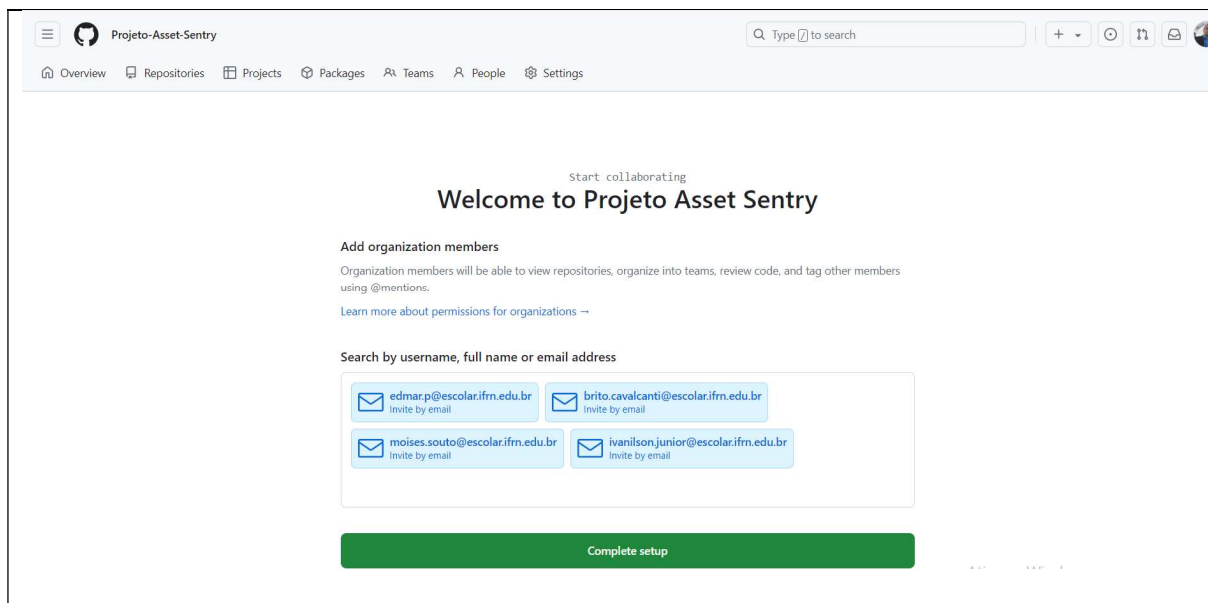 Projeto-Asset-Sentry
Type / to search
Overview Repositories Projects Packages Teams People Settings
Start collaborating
Welcome to Projeto Asset Sentry
Add organization members
Organization members will be able to view repositories, organize into teams, review code, and tag other members
using @mentions.
Learn more about permissions for organizations →
Search by username, full name or email address
edmar.p@escolar.ifrn.edu.br brito.cavalcanti@escolar.ifrn.edu.br
Invite by email Invite by email
moises.souto@escolar.ifrn.edu.br ivanilson.junior@escolar.ifrn.edu.br
Invite by email Invite by email
Complete setup